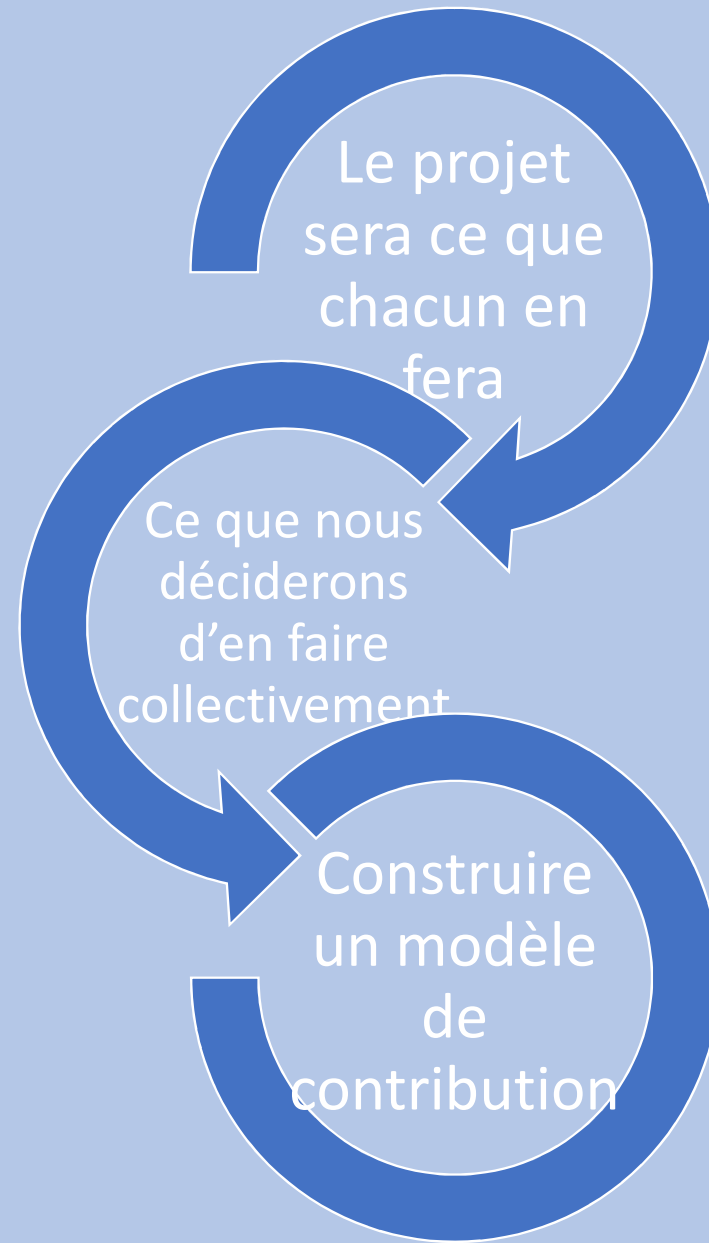 Le projet
sera ce que
chacun en
fera
Ce que nous
déciderons
d’en faire
collectivement
Construire
un modèle
de
contribution